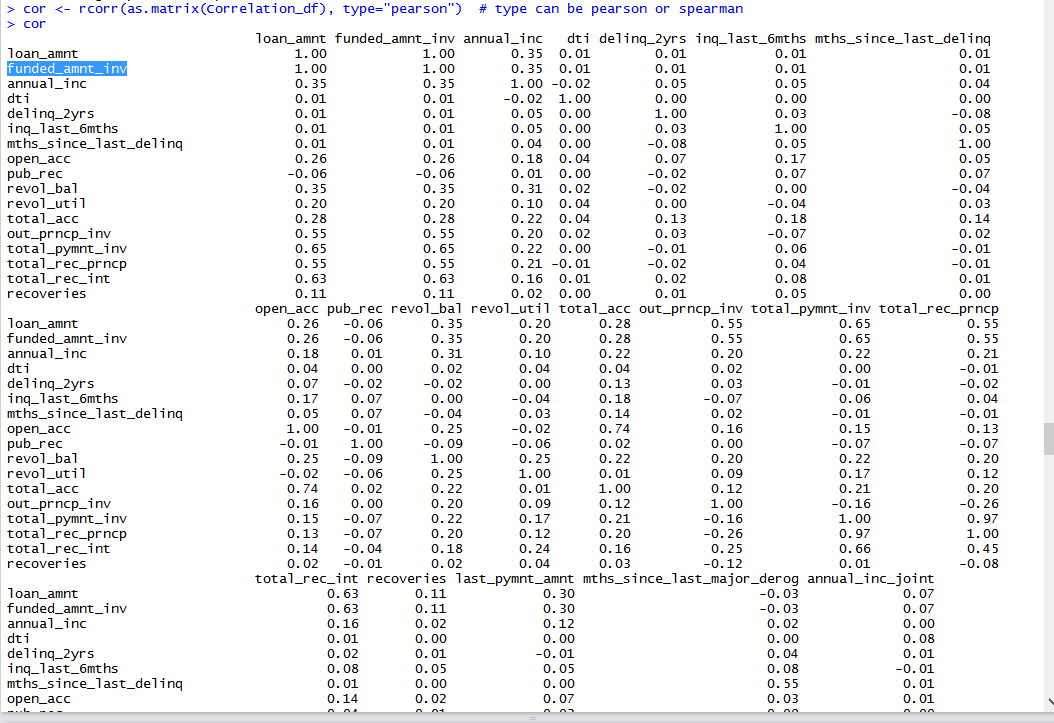 > cor <- rcorr(as.matrix(Correlation_df), type="pearson")  # type can be pearson or spearman
> cor
loan_amnt funded_amnt_inv annual_inc dti delinq_2yrs inq_last_6mths mths_since_last_delinq
loan_amnt 1.00 1.00 0.35 0.01 0.01 0.01 0.01
funded_amnt_inv 1.00 1.00 0.35 0.01 0.01 0.01 0.01
annual_inc 0.35 0.35 1.00 -0.02 0.05 0.05 0.04
dti 0.01 0.01 -0.02 1.00 0.00 0.00 0.00
delinq_2yrs 0.01 0.01 0.05 0.00 1.00 0.03 -0.08
inq_last_6mths 0.01 0.01 0.05 0.00 0.03 1.00 0.05
mths_since_last_delinq 0.01 0.01 0.04 0.00 -0.08 0.05 1.00
open_acc 0.26 0.26 0.18 0.04 0.07 0.17 0.05
pub_rec -0.06 -0.06 0.01 0.00 -0.02 0.07 0.07
revol_bal 0.35 0.35 0.31 0.02 -0.02 0.00 -0.04
revol_util 0.20 0.20 0.10 0.04 0.00 -0.04 0.03
total_acc 0.28 0.28 0.22 0.04 0.13 0.18 0.14
out_prncp_inv 0.55 0.55 0.20 0.02 0.03 -0.07 0.02
total_pymnt_inv 0.65 0.65 0.22 0.00 -0.01 0.06 -0.01
total_rec_prncp 0.55 0.55 0.21 -0.01 -0.02 0.04 -0.01
total_rec_int 0.63 0.63 0.16 0.01 0.02 0.08 0.01
recoveries 0.11 0.11 0.02 0.00 0.01 0.05 0.00
open_acc pub_rec revol_bal revol_util total_acc out_prncp_inv total_pymnt_inv total_rec_prncp
loan_amnt 0.26 -0.06 0.35 0.20 0.28 0.55 0.65 0.55
funded_amnt_inv 0.26 -0.06 0.35 0.20 0.28 0.55 0.65 0.55
annual_inc 0.18 0.01 0.31 0.10 0.22 0.20 0.22 0.21
dti 0.04 0.00 0.02 0.04 0.04 0.02 0.00 -0.01
delinq_2yrs 0.07 -0.02 -0.02 0.00 0.13 0.03 -0.01 -0.02
inq_last_6mths 0.17 0.07 0.00 -0.04 0.18 -0.07 0.06 0.04
mths_since_last_delinq 0.05 0.07 -0.04 0.03 0.14 0.02 -0.01 -0.01
open_acc 1.00 -0.01 0.25 -0.02 0.74 0.16 0.15 0.13
pub_rec -0.01 1.00 -0.09 -0.06 0.02 0.00 -0.07 -0.07
revol_bal 0.25 -0.09 1.00 0.25 0.22 0.20 0.22 0.20
revol_util -0.02 -0.06 0.25 1.00 0.01 0.09 0.17 0.12
total_acc 0.74 0.02 0.22 0.01 1.00 0.12 0.21 0.20
out_prncp_inv 0.16 0.00 0.20 0.09 0.12 1.00 -0.16 -0.26
total_pymnt_inv 0.15 -0.07 0.22 0.17 0.21 -0.16 1.00 0.97
total_rec_prncp 0.13 -0.07 0.20 0.12 0.20 -0.26 0.97 1.00
total_rec_int 0.14 -0.04 0.18 0.24 0.16 0.25 0.66 0.45
recoveries 0.02 -0.01 0.02 0.04 0.03 -0.12 0.01 -0.08
total_rec_int recoveries last_pymnt_amnt mths_since_last_major_derog annual_inc_joint
loan_amnt 0.63 0.11 0.30 -0.03 0.07
funded_amnt_inv 0.63 0.11 0.30 -0.03 0.07
annual_inc 0.16 0.02 0.12 0.02 0.00
dti 0.01 0.00 0.00 0.00 0.08
delinq_2yrs 0.02 0.01 -0.01 0.04 0.01
inq_last_6mths 0.08 0.05 0.05 0.08 -0.01
mths_since_last_delinq 0.01 0.00 0.00 0.55 0.01
open_acc 0.14 0.02 0.07 0.03 0.01